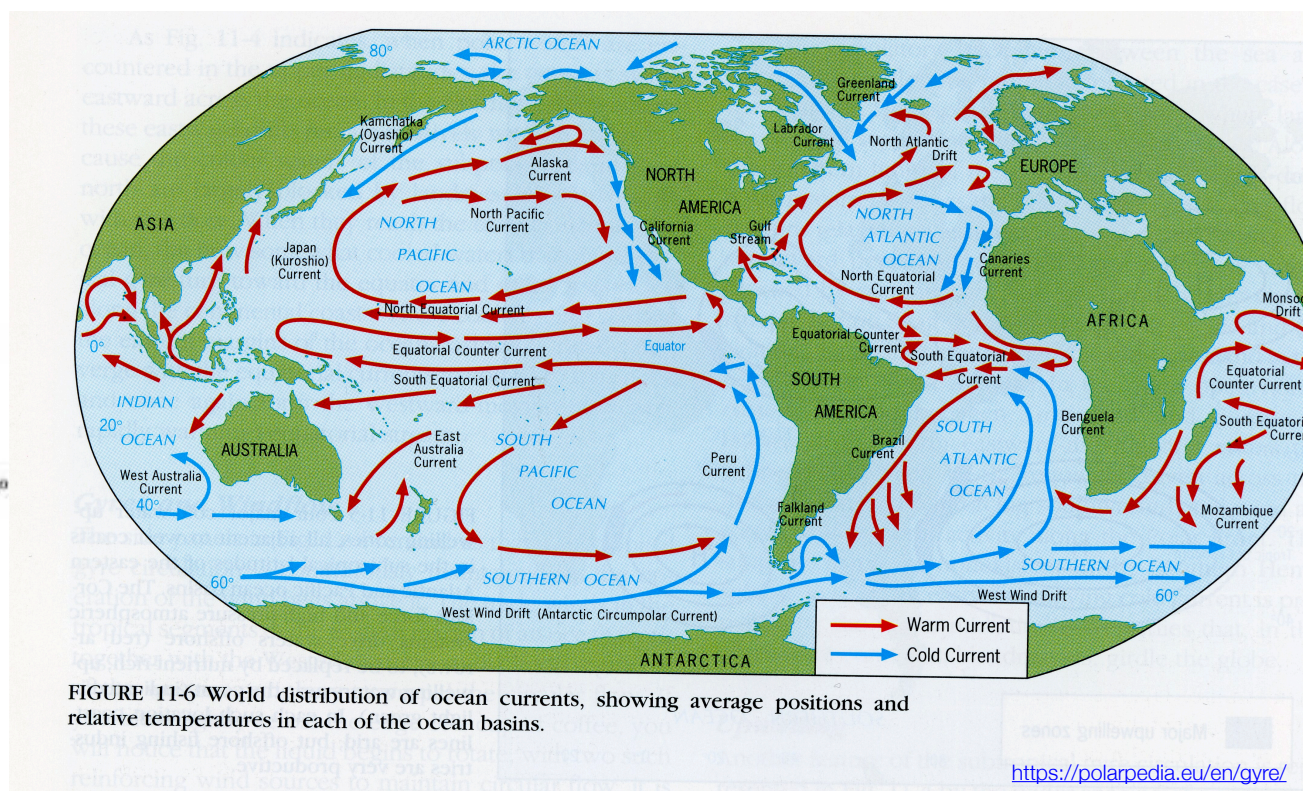 80°
ARCTIC OCEAN
Greenland
Current
Kamchatka
(Oyashio)
Current
Labrador
Current
North Atlantic
Drift
Alaska
Current
NORTH
AMERICA
EUROPE
ASIA
North Pacific
Current
NORTH
PACIFIC
OCEAN
Japan
(Kuroshio)
Current
California
Current
Gulf
Stream
NORTH
ATLANTIC
OCEAN
Canaries
Current
North Equatorial
Current
North Equatorial Current
Monsoon
Drift
AFRICA
0°
Equatorial Counter Current
Equator
Equatorial Counter
Current
South Equatorial
Current
South Equatorial Current
SOUTH
AMERICA
Equatorial
Counter Current
INDIAN
OCEAN
20°
AUSTRALIA
East
Australia
Current
SOUTH
PACIFIC
OCEAN
Peru
Current
Brazil
Current
SOUTH
ATLANTIC
OCEAN
Benguela
Current
South Equatorial
Current
West Australia
Current
40°
Falkland
Current
Mozambique
Current
60°
SOUTHERN OCEAN
SOUTHERN OCEAN
West Wind Drift (Antarctic Circumpolar Current)
West Wind Drift
60°
ANTARCTICA
Warm Current
Cold Current
FIGURE 11-6 World distribution of ocean currents, showing average positions and
relative temperatures in each of the ocean basins.
https://polarpedia.eu/en/gyre/